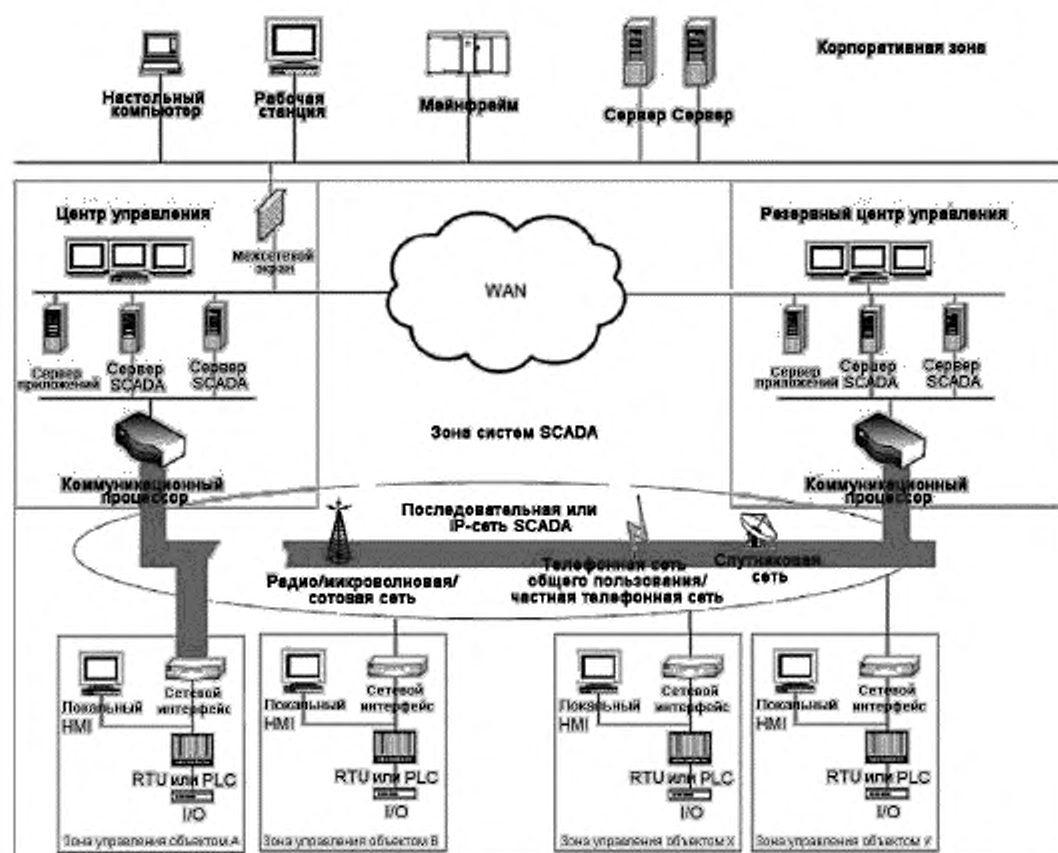 Корпоративная зона
Настольный
компьютер
Рабочая
станция
Мейнфрейм
Сервер
Сервер
Центр управления
Межсетевой
экран
WAN
Резервный центр управления
Сервер
приложений
Сервер
SCADA
Сервер
SCADA
Сервер
приложений
Сервер
SCADA
Сервер
SCADA
Зона систем SCADA
Коммуникационный
процессор
Коммуникационный
процессор
Последовательная или
IP-сеть SCADA
Радио/микроволновая/
сотовая сеть
Телефонная сеть
общего пользования/
частная телефонная сеть
Спутниковая
сеть
Локальный
HMI
Сетевой
интерфейс
RTU или PLC
I/O
Зона управления объектом A
Локальный
HMI
Сетевой
интерфейс
RTU или PLC
I/O
Зона управления объектом B
Локальный
HMI
Сетевой
интерфейс
RTU или PLC
I/O
Зона управления объектом X
Локальный
HMI
Сетевой
интерфейс
RTU или PLC
I/O
Зона управления объектом Y